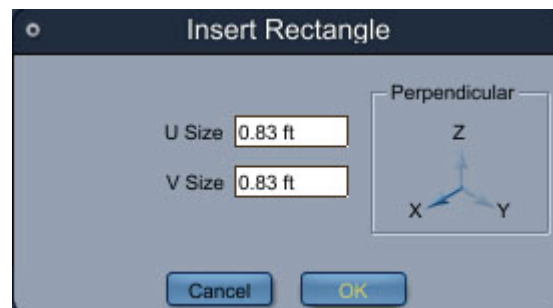 Insert Rectangle
Perpendicular
U Size 0.83 ft
Z
V Size 0.83 ft
X Y
Cancel OK